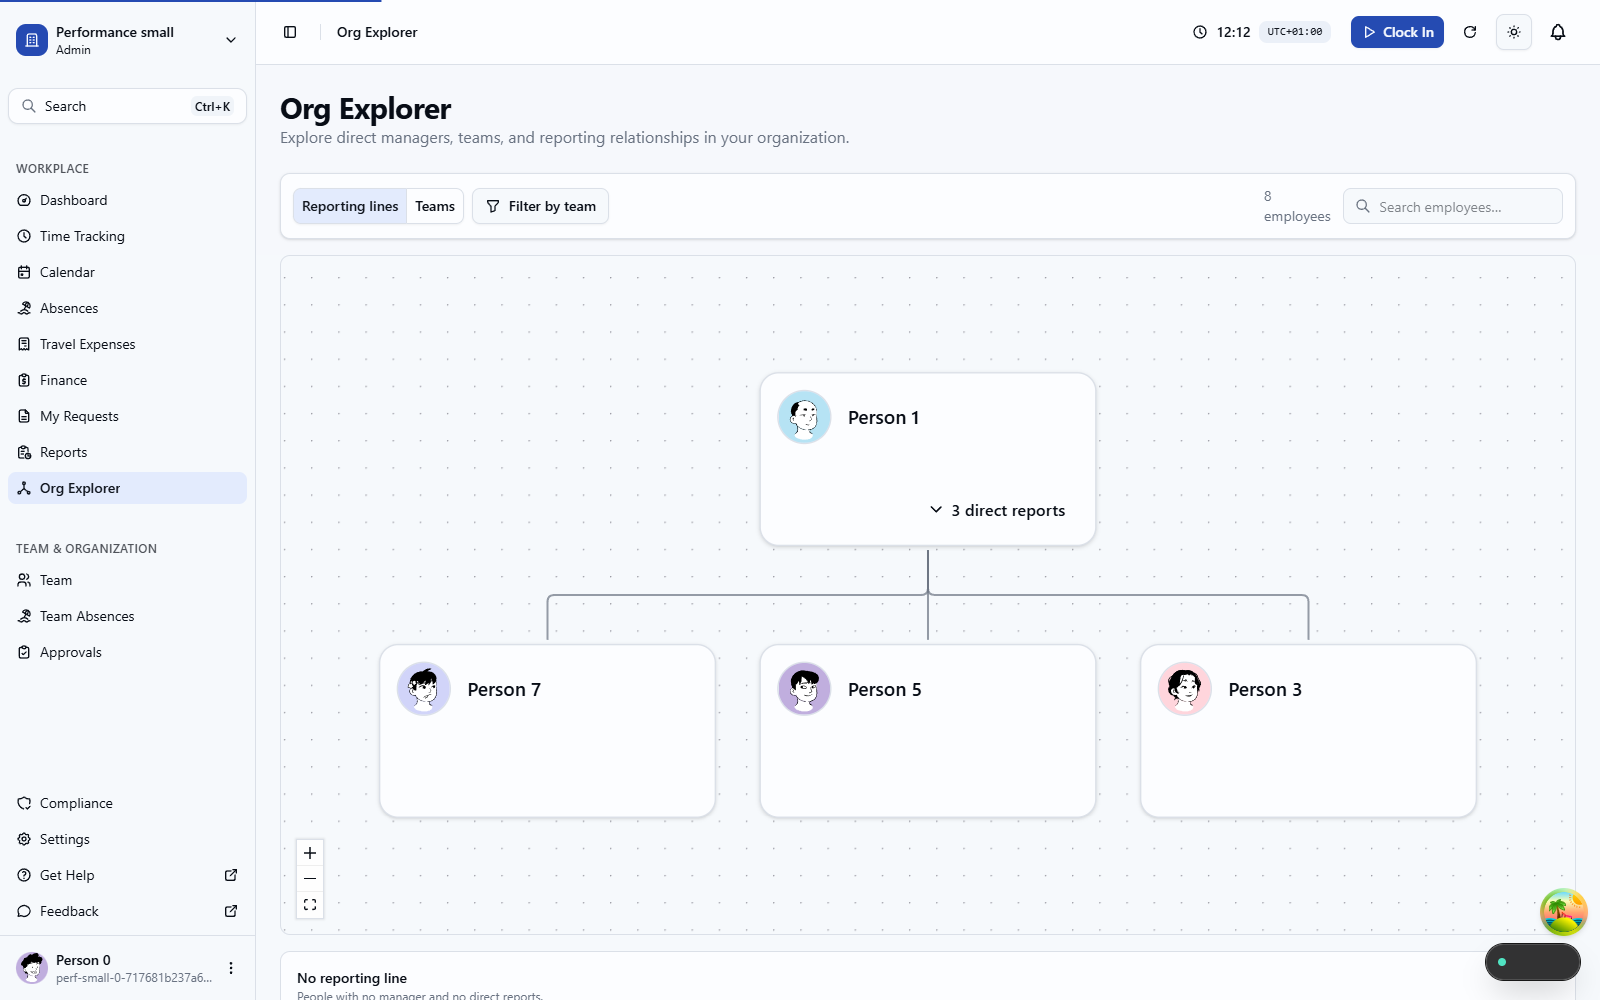 Performance small
Admin
Search
Ctrl+K
WORKPLACE
Dashboard
Time Tracking
Calendar
Absences
Travel Expenses
Finance
My Requests
Reports
Org Explorer
TEAM & ORGANIZATION
Team
Team Absences
Approvals
Compliance
Settings
Get Help
Feedback
Person 0
perf-small-0-717681b237a6...
Org Explorer
12:12
UTC+01:00
Clock In
Org Explorer
Explore direct managers, teams, and reporting relationships in your organization.
Reporting lines
Teams
Filter by team
8
employees
Search employees...
Person 1
3 direct reports
Person 7
Person 5
Person 3
No reporting line
People with no manager and no direct reports.